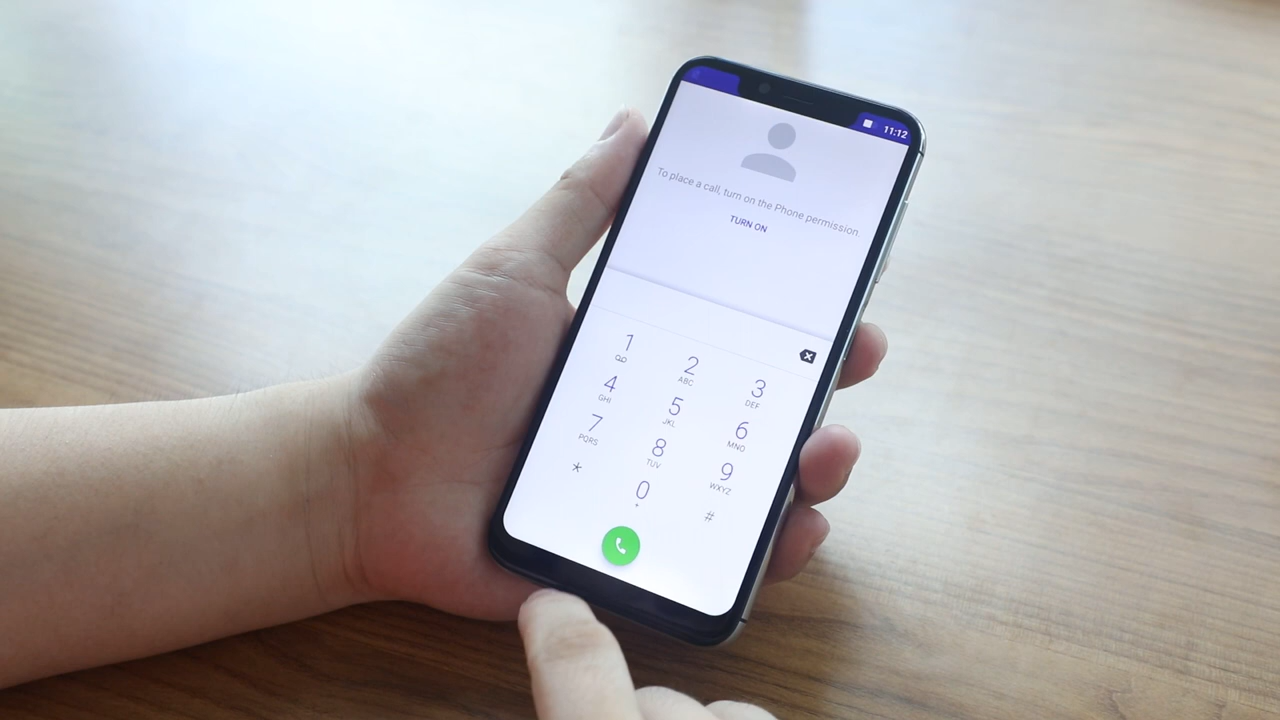 11:12
To place a call, turn on the Phone permission
TURN ON
1 2 3
ABC DEF
4 5 6
GHI JKL MNO
7 8 9
PQRS TUV WXYZ
* 0 #
+